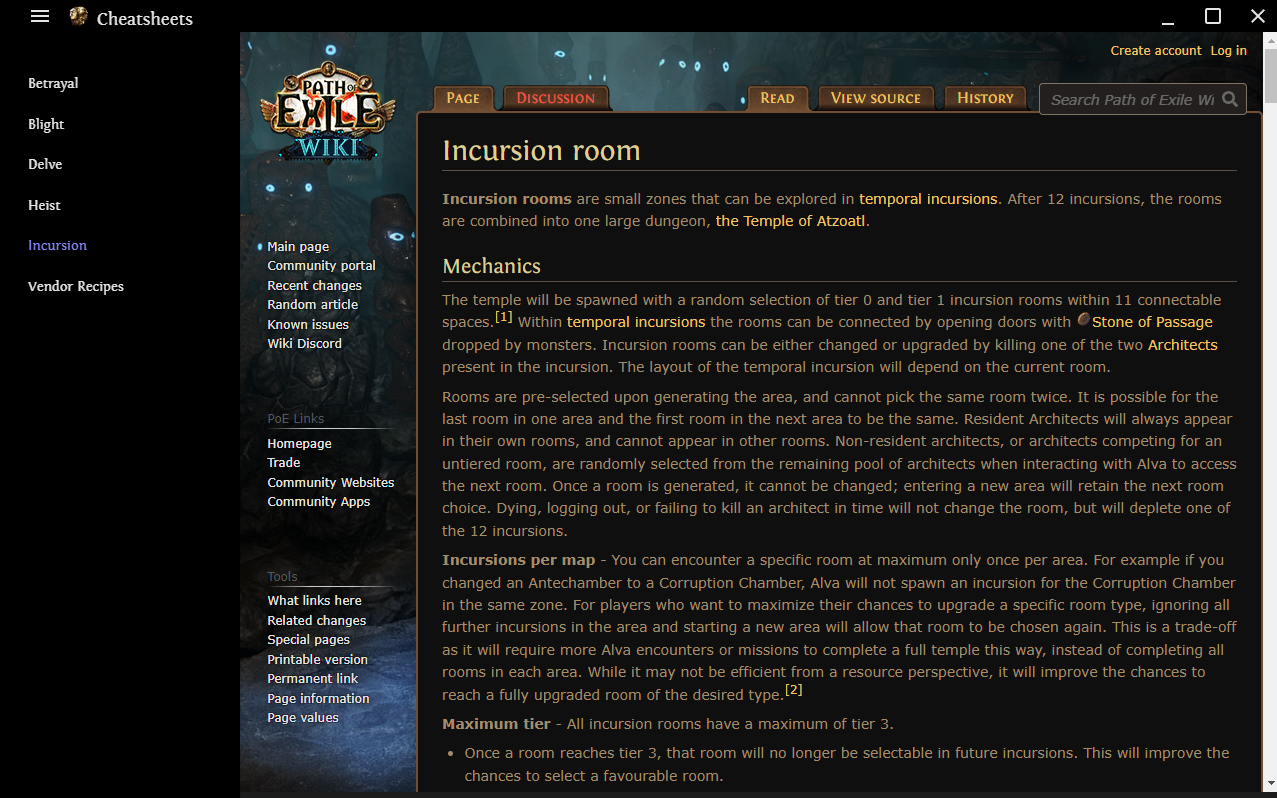 Cheatsheets
Betrayal
Blight
Delve
Heist
Incursion
Vendor Recipes
Create account Log in
PATH OF
EXILE
WIKI
PAGE DISCUSSION READ VIEW SOURCE HISTORY
Search Path of Exile Wi
Main page
Community portal
Recent changes
Random article
Known issues
Wiki Discord
PoE Links
Homepage
Trade
Community Websites
Community Apps
Tools
What links here
Related changes
Special pages
Printable version
Permanent link
Page information
Page values
Incursion room
Incursion rooms are small zones that can be explored in temporal incursions. After 12 incursions, the rooms
are combined into one large dungeon, the Temple of Atzoatl.
Mechanics
The temple will be spawned with a random selection of tier 0 and tier 1 incursion rooms within 11 connectable
spaces.[1] Within temporal incursions the rooms can be connected by opening doors with Stone of Passage
dropped by monsters. Incursion rooms can be either changed or upgraded by killing one of the two Architects
present in the incursion. The layout of the temporal incursion will depend on the current room.
Rooms are pre-selected upon generating the area, and cannot pick the same room twice. It is possible for the
last room in one area and the first room in the next area to be the same. Resident Architects will always appear
in their own rooms, and cannot appear in other rooms. Non-resident architects, or architects competing for an
untiered room, are randomly selected from the remaining pool of architects when interacting with Alva to access
the next room. Once a room is generated, it cannot be changed; entering a new area will retain the next room
choice. Dying, logging out, or failing to kill an architect in time will not change the room, but will deplete one of
the 12 incursions.
Incursions per map - You can encounter a specific room at maximum only once per area. For example if you
changed an Antechamber to a Corruption Chamber, Alva will not spawn an incursion for the Corruption Chamber
in the same zone. For players who want to maximize their chances to upgrade a specific room type, ignoring all
further incursions in the area and starting a new area will allow that room to be chosen again. This is a trade-off
as it will require more Alva encounters or missions to complete a full temple this way, instead of completing all
rooms in each area. While it may not be efficient from a resource perspective, it will improve the chances to
reach a fully upgraded room of the desired type.[2]
Maximum tier - All incursion rooms have a maximum of tier 3.
• Once a room reaches tier 3, that room will no longer be selectable in future incursions. This will improve the
chances to select a favourable room.